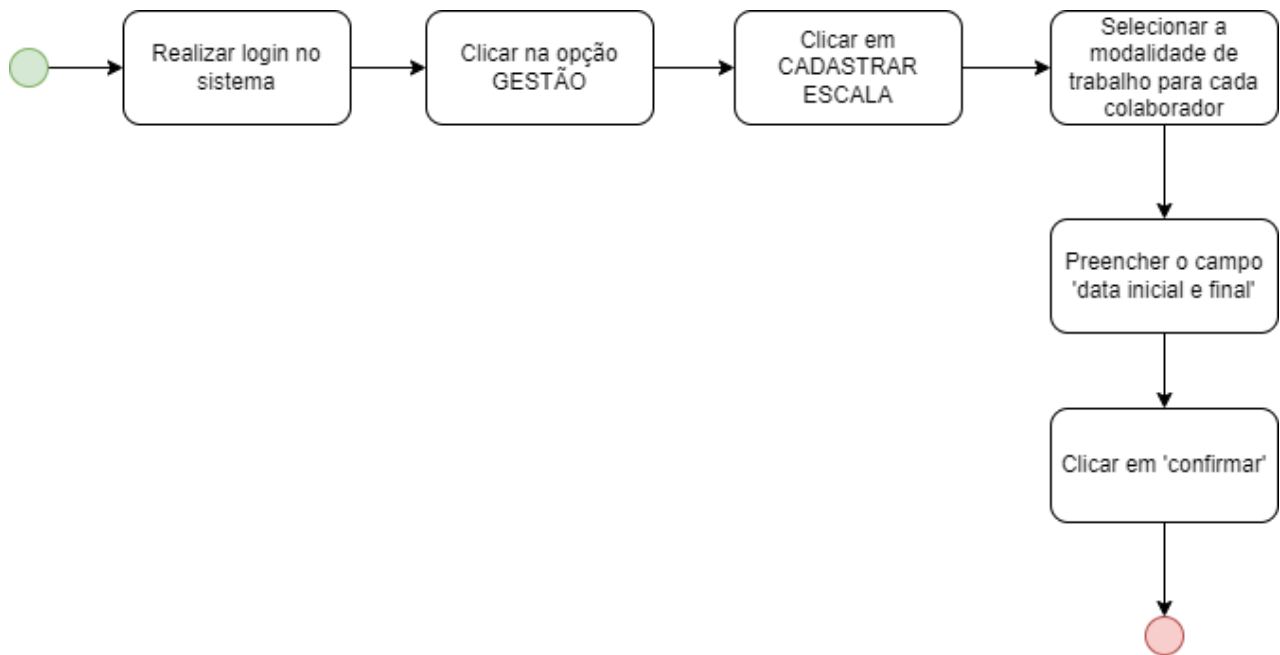 Realizar login no
sistema
Clicar na opção
GESTÃO
Clicar em
CADASTRAR
ESCALA
Selecionar a
modalidade de
trabalho para cada
colaborador
Preencher o campo
'data inicial e final'
Clicar em 'confirmar'